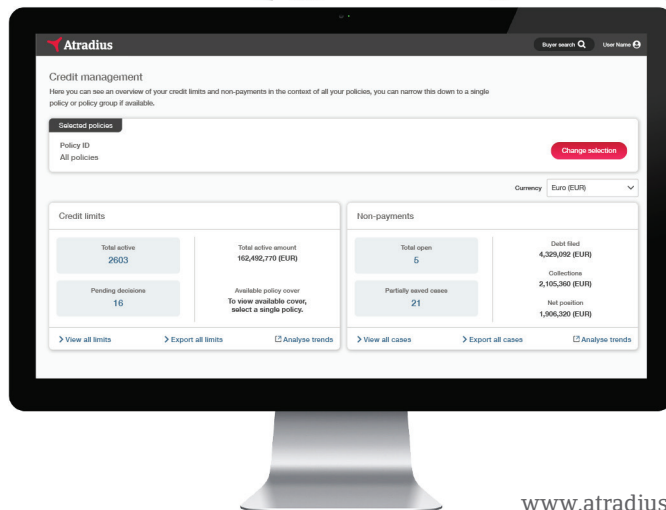 Atradius
Buyer search
User Name
Credit management
Here you can see an overview of your credit limits and non-payments in the context of all your policies, you can narrow this down to a single
policy or policy group if available.
Selected policies
Policy ID
All policies
Change selection
Currency
Euro (EUR)
Credit limits
Total active
2603
Total active amount
162,492,770 (EUR)
Pending decisions
16
Available policy cover
To view available cover,
select a single policy.
View all limits
Export all limits
Analyse trends
Non-payments
Total open
5
Debt filed
4,329,092 (EUR)
Collections
2,105,360 (EUR)
Partially saved cases
21
Net position
1,906,320 (EUR)
View all cases
Export all cases
Analyse trends
www.atradius